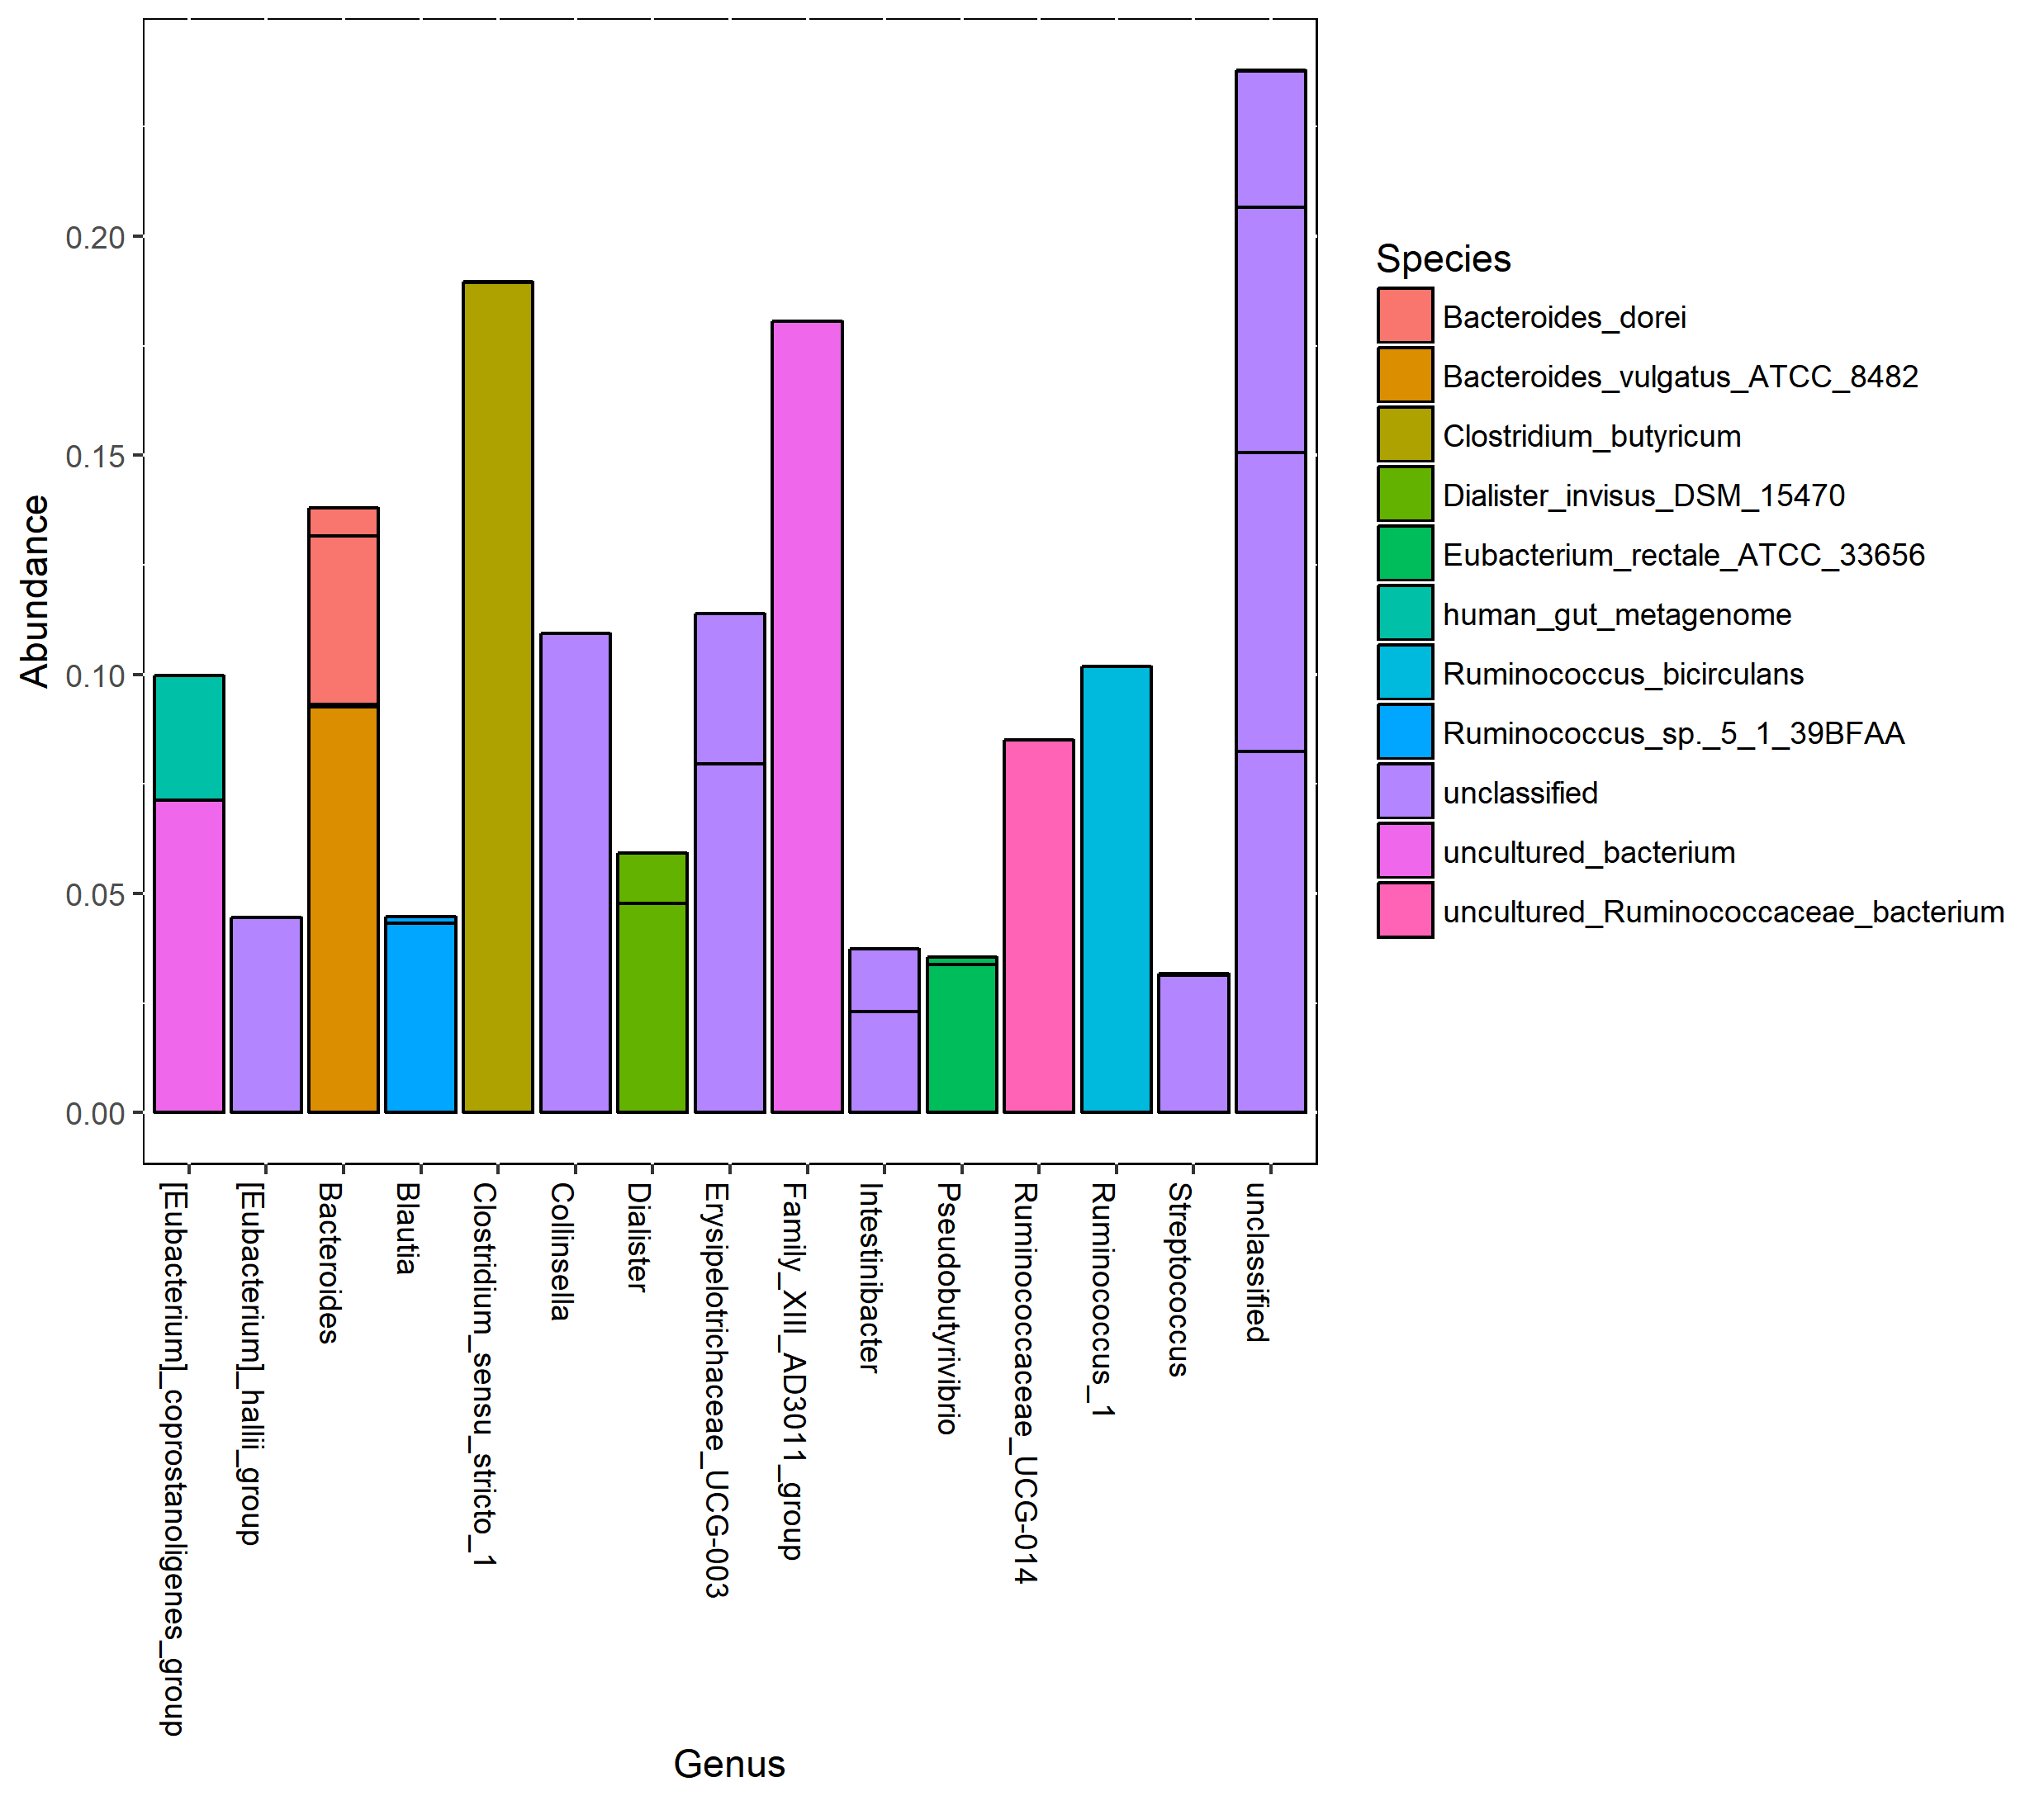 Abundance
0.20
0.15
0.10
0.05
0.00
[Eubacterium]_coprostanoligenes_group
[Eubacterium]_hallii_group
Bacteroides
Blautia
Clostridium_sensu_stricto_1
Collinsella
Dialister
Erysipelotrichaceae_UCG-003
Family_XIII_AD3011_group
Intestinibacter
Pseudobutyrivibrio
Ruminococcaceae_UCG-014
Ruminococcus_1
Streptococcus
unclassified
Genus
Species
Bacteroides_dorei
Bacteroides_vulgatus_ATCC_8482
Clostridium_butyricum
Dialister_invisus_DSM_15470
Eubacterium_rectale_ATCC_33656
human_gut_metagenome
Ruminococcus_bicirculans
Ruminococcus_sp._5_1_39BFAA
unclassified
uncultured_bacterium
uncultured_Ruminococcaceae_bacterium